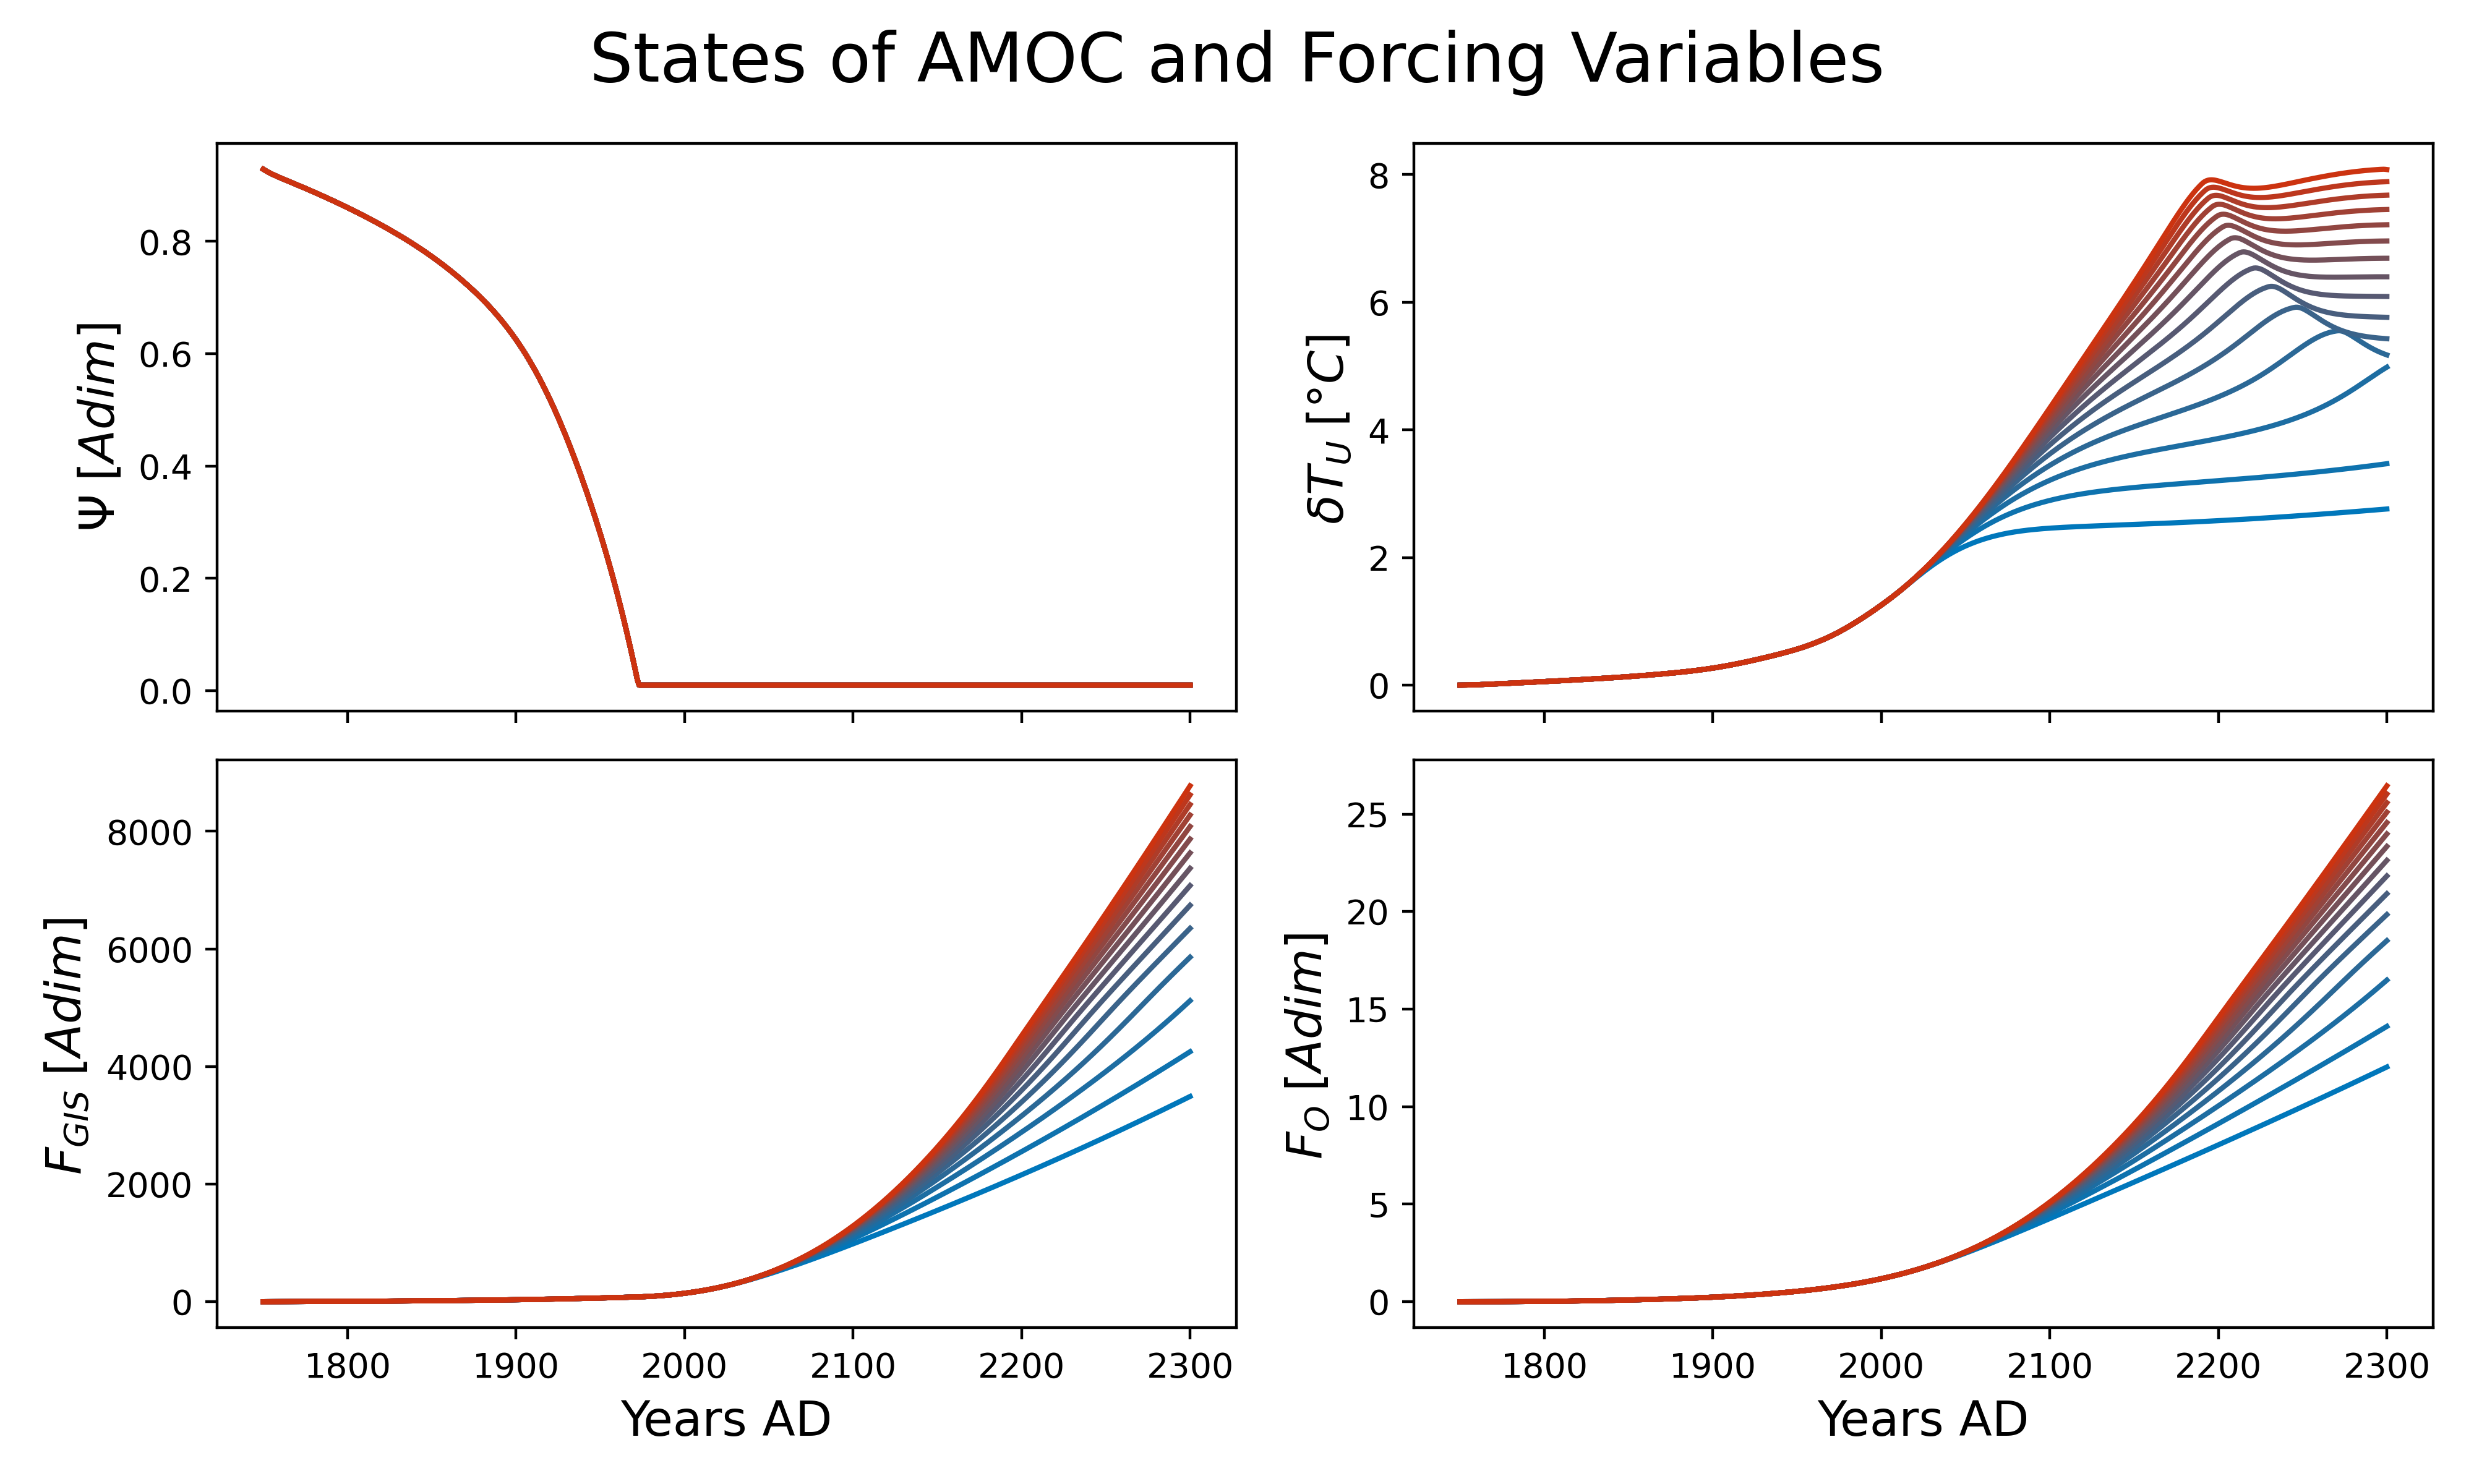 States of AMOC and Forcing Variables
Ψ [Adim]
0.8
0.6
0.4
0.2
0.0
δT_U [°C]
8
6
4
2
0
F_GIS [Adim]
8000
6000
4000
2000
0
1800 1900 2000 2100 2200 2300
Years AD
F_O [Adim]
25
20
15
10
5
0
1800 1900 2000 2100 2200 2300
Years AD